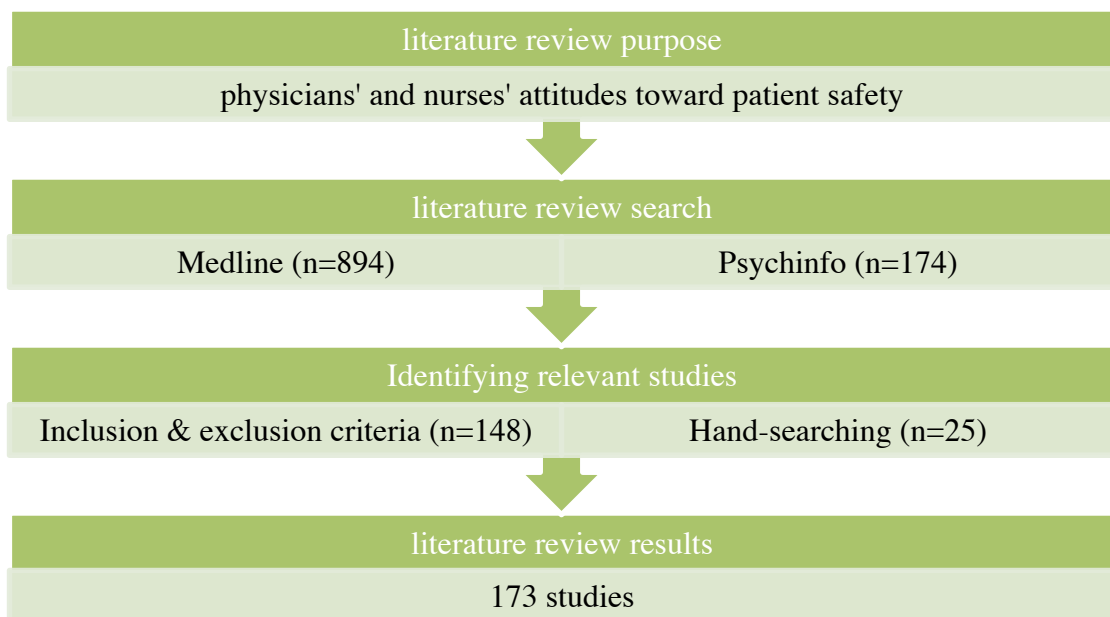 literature review purpose
physicians' and nurses' attitudes toward patient safety
literature review search
Medline (n=894)
Psychinfo (n=174)
Identifying relevant studies
Inclusion & exclusion criteria (n=148)
Hand-searching (n=25)
literature review results
173 studies